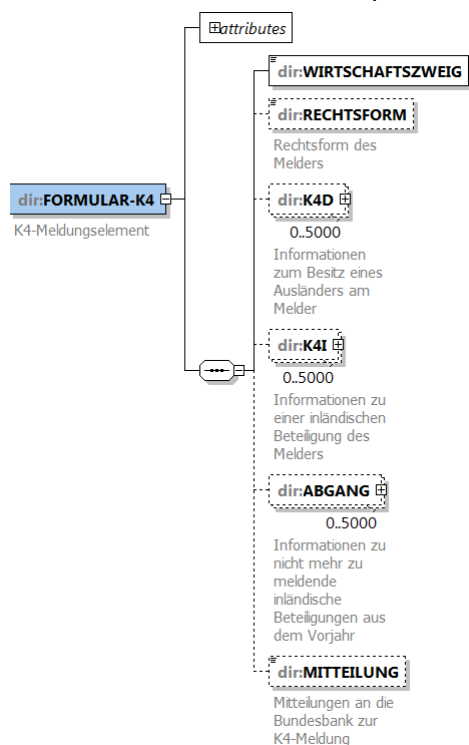 attributes
dir:WIRTSCHAFTSZWEIG
dir:RECHTSFORM
Rechtsform des
Melders
dir:FORMULAR-K4
K4-Meldungselement
dir:K4D
0..5000
Informationen
zum Besitz eines
Ausländers am
Melder
dir:K4I
0..5000
Informationen zu
einer inländischen
Beteiligung des
Melders
dir:ABGANG
0..5000
Informationen zu
nicht mehr zu
meldende
inländische
Beteiligungen aus
dem Vorjahr
dir:MITTEILUNG
Mitteilungen an die
Bundesbank zur
K4-Meldung